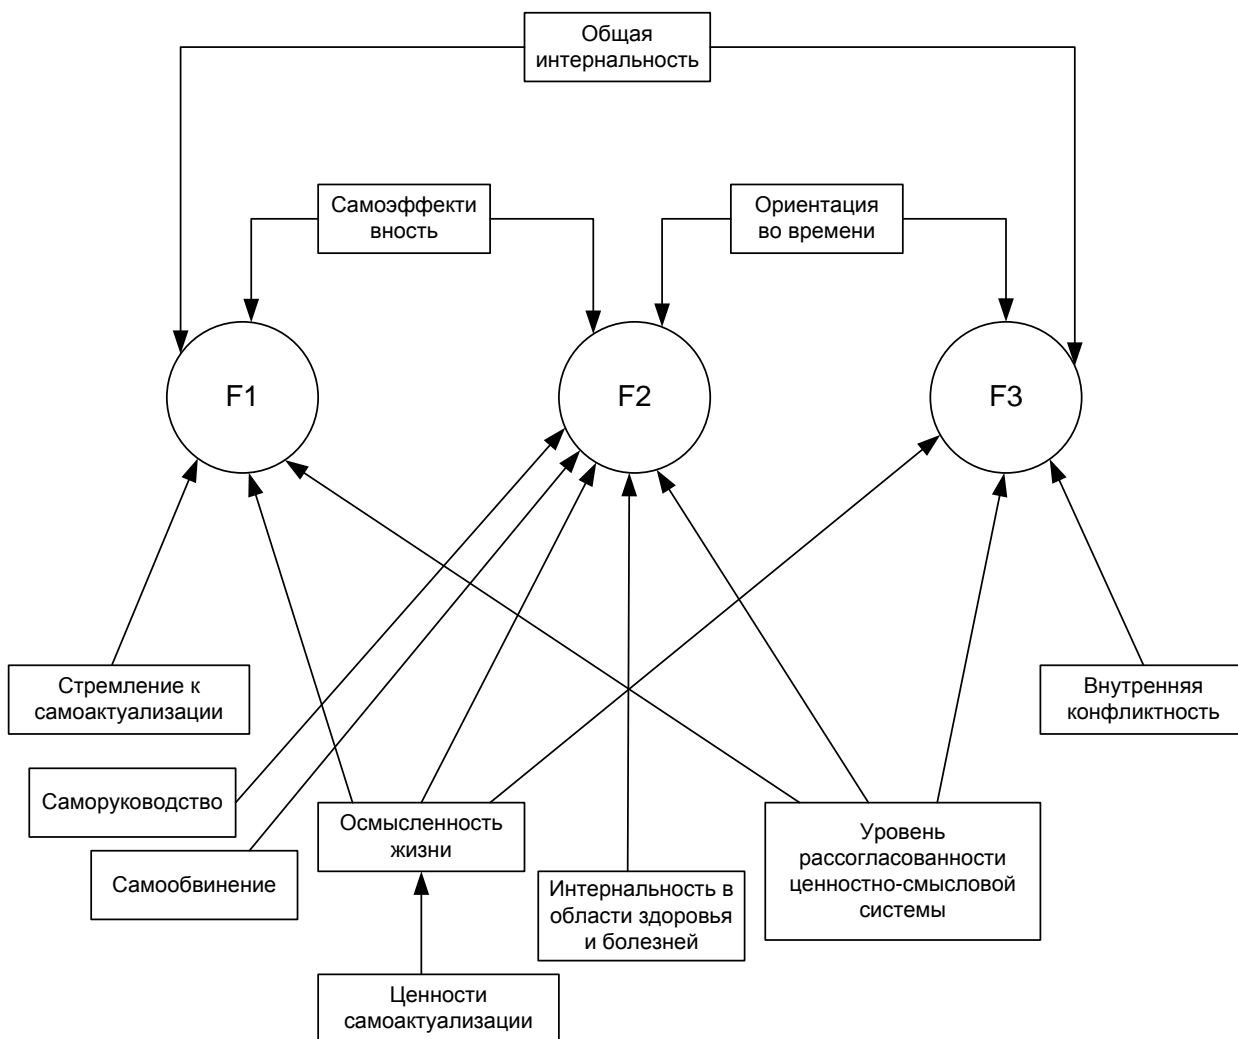 Общая
интернальность
Самоэффекти
вность
Ориентация
во времени
F1
F2
F3
Стремление к
самоактуализации
Внутренняя
конфликтность
Саморуководство
Осмысленность
жизни
Уровень
рассогласованности
ценностно-смысловой
системы
Самообвинение
Интернальность в
области здоровья
и болезней
Ценности
самоактуализации